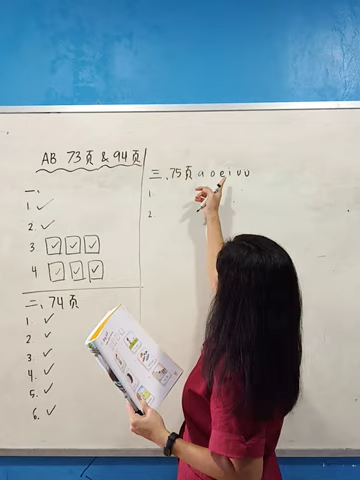 AB 73页 & 94页
一、
1. ✓
2. ✓
3. ✓ ✓ ✓
4 ✓ ✓ ✓
二、74页
1. ✓
2. ✓
3. ✓
4. ✓
5. ✓
6. ✓
三、75页 a o e i u ü
1.
2.